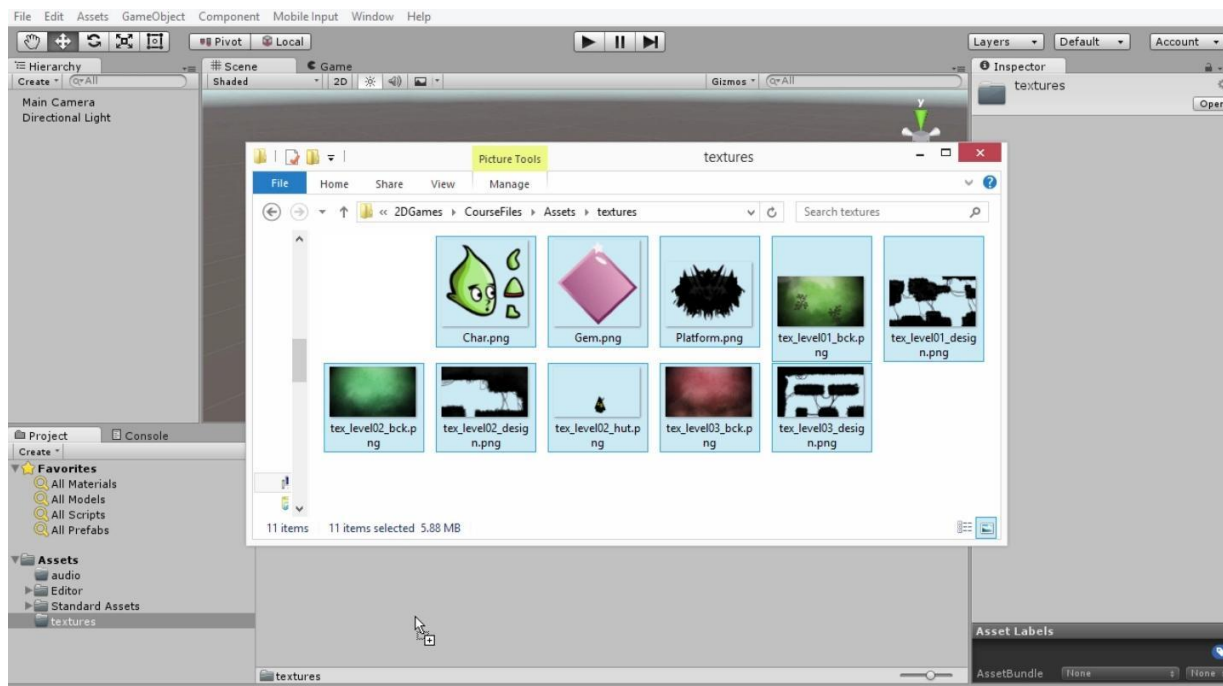 File Edit Assets GameObject Component Mobile Input Window Help
Pivot Local Layers Default Account
Hierarchy Scene Game Inspector
Create All Shaded 2D Gizmos All textures
Open
Main Camera
Directional Light
y
Picture Tools textures
File Home Share View Manage
« 2DGames CourseFiles Assets textures Search textures
Char.png Gem.png Platform.png tex_level01_bck.p tex_level01_desig
ng n.png
tex_level02_bck.p tex_level02_desig tex_level02_hut.p tex_level03_bck.p tex_level03_desig
ng n.png ng ng n.png
11 items 11 items selected 5.88 MB
Project Console
Create
Favorites
All Materials
All Models
All Scripts
All Prefabs
Assets
audio
Editor
Standard Assets
textures
Asset Labels
textures AssetBundle None None